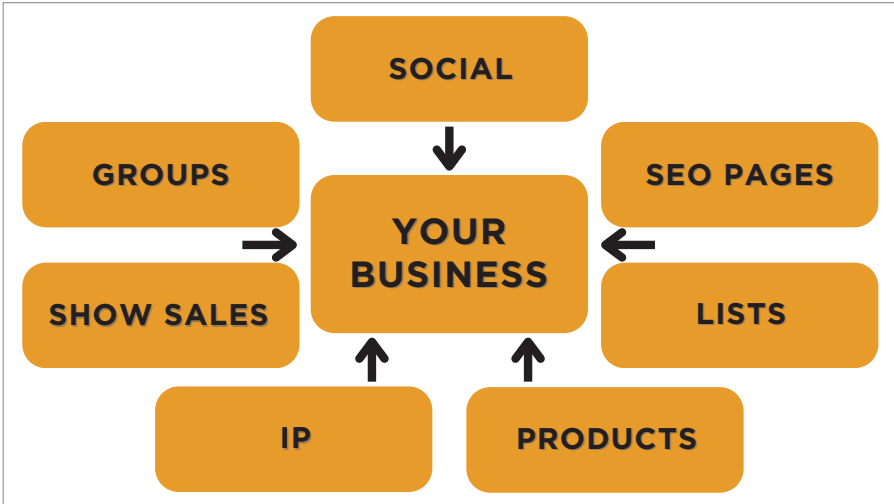 SOCIAL
GROUPS
SEO PAGES
YOUR
BUSINESS
SHOW SALES
LISTS
IP
PRODUCTS